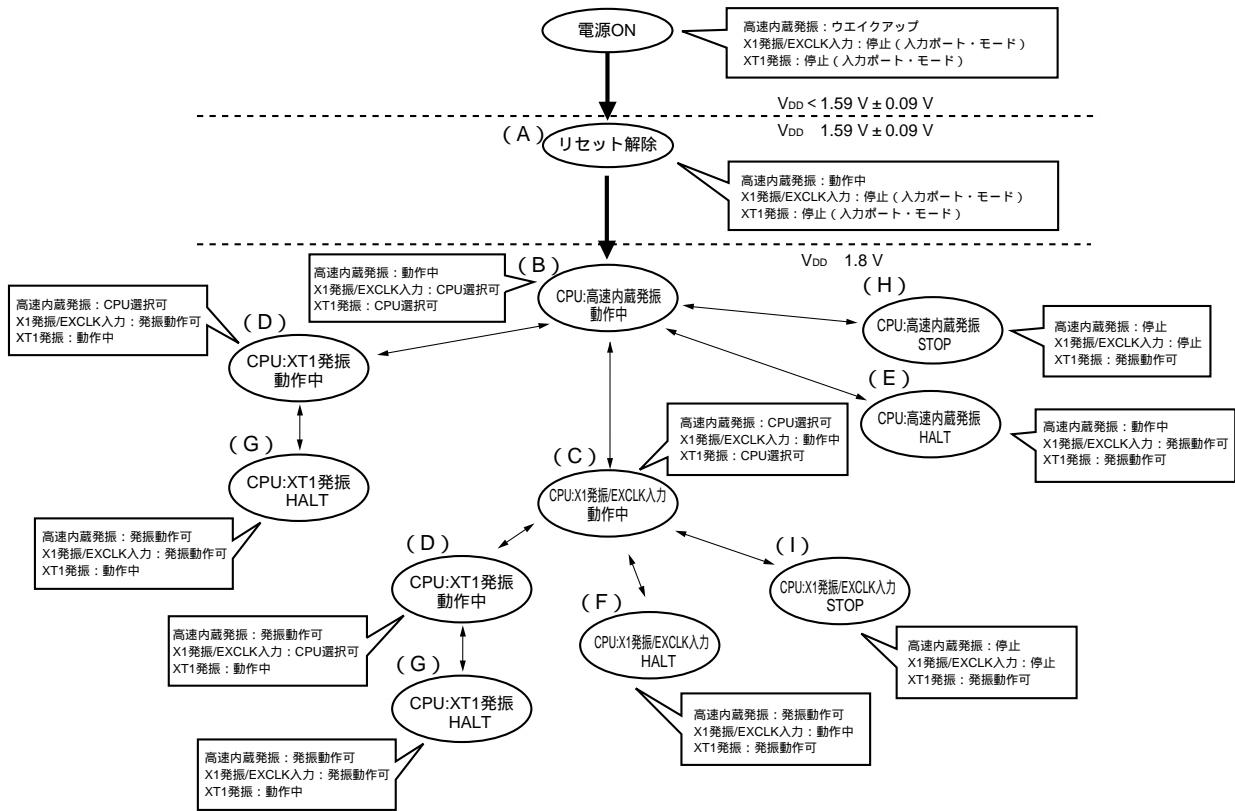 電源ON
高速内蔵発振：ウエイクアップ
X1発振/EXCLK入力：停止（入力ポート・モード）
XT1発振：停止（入力ポート・モード）
VDD < 1.59 V ± 0.09 V
VDD 1.59 V ± 0.09 V
（A）
リセット解除
高速内蔵発振：動作中
X1発振/EXCLK入力：停止（入力ポート・モード）
XT1発振：停止（入力ポート・モード）
VDD 1.8 V
（B）
高速内蔵発振：動作中
X1発振/EXCLK入力：CPU選択可
XT1発振：CPU選択可
CPU:高速内蔵発振
動作中
（H）
CPU:高速内蔵発振
STOP
高速内蔵発振：停止
X1発振/EXCLK入力：停止
XT1発振：発振動作可
高速内蔵発振：CPU選択可
X1発振/EXCLK入力：発振動作可
XT1発振：動作中
（D）
CPU:XT1発振
動作中
（E）
CPU:高速内蔵発振
HALT
高速内蔵発振：動作中
X1発振/EXCLK入力：発振動作可
XT1発振：発振動作可
高速内蔵発振：CPU選択可
X1発振/EXCLK入力：動作中
XT1発振：CPU選択可
（G）
CPU:XT1発振
HALT
（C）
CPU:X1発振/EXCLK入力
動作中
高速内蔵発振：発振動作可
X1発振/EXCLK入力：発振動作可
XT1発振：動作中
（D）
CPU:XT1発振
動作中
（I）
CPU:X1発振/EXCLK入力
STOP
（F）
CPU:X1発振/EXCLK入力
HALT
高速内蔵発振：発振動作可
X1発振/EXCLK入力：CPU選択可
XT1発振：動作中
高速内蔵発振：停止
X1発振/EXCLK入力：停止
XT1発振：発振動作可
（G）
CPU:XT1発振
HALT
高速内蔵発振：発振動作可
X1発振/EXCLK入力：動作中
XT1発振：発振動作可
高速内蔵発振：発振動作可
X1発振/EXCLK入力：発振動作可
XT1発振：動作中